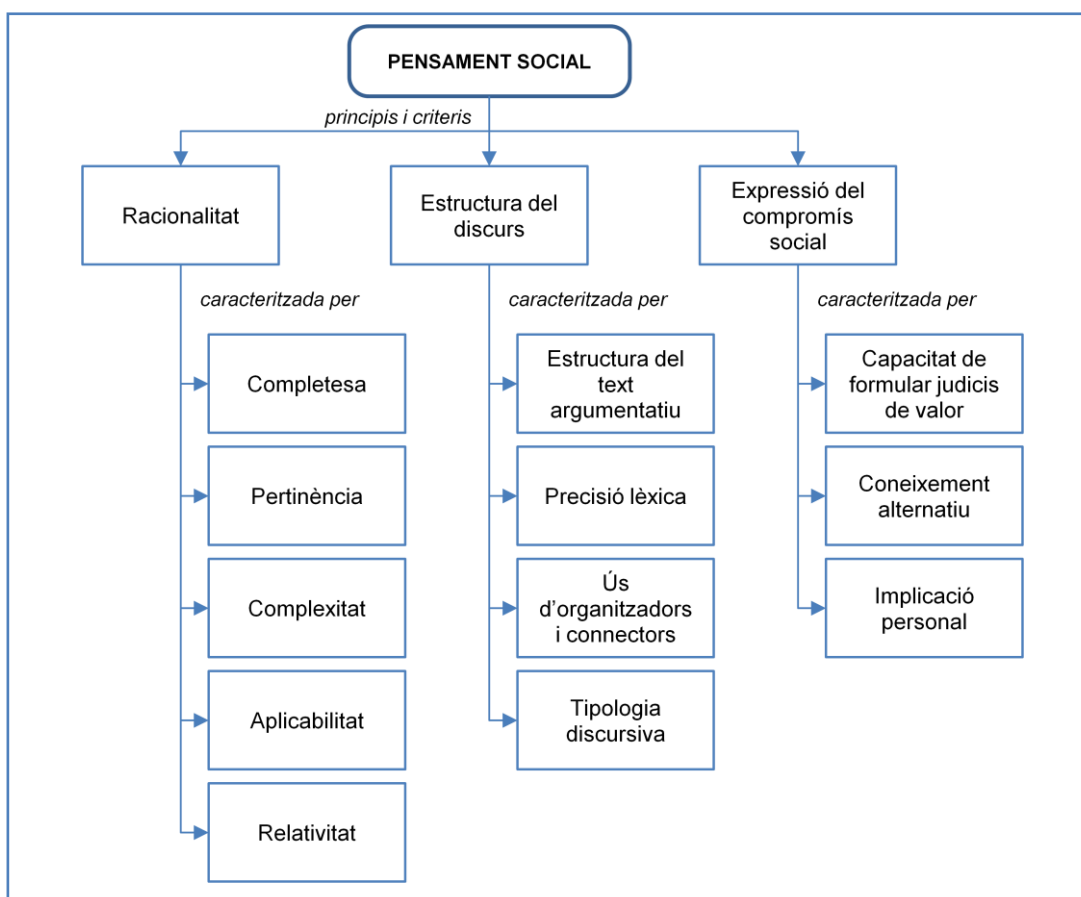 PENSAMENT SOCIAL
principis i criteris
Racionalitat
Estructura del
discurs
Expressió del
compromís
social
caracteritzada per
caracteritzada per
caracteritzada per
Completesa
Pertinència
Complexitat
Aplicabilitat
Relativitat
Estructura del
text
argumentatiu
Precisió lèxica
Ús
d’organitzadors
i connectors
Tipologia
discursiva
Capacitat de
formular judicis
de valor
Coneixement
alternatiu
Implicació
personal